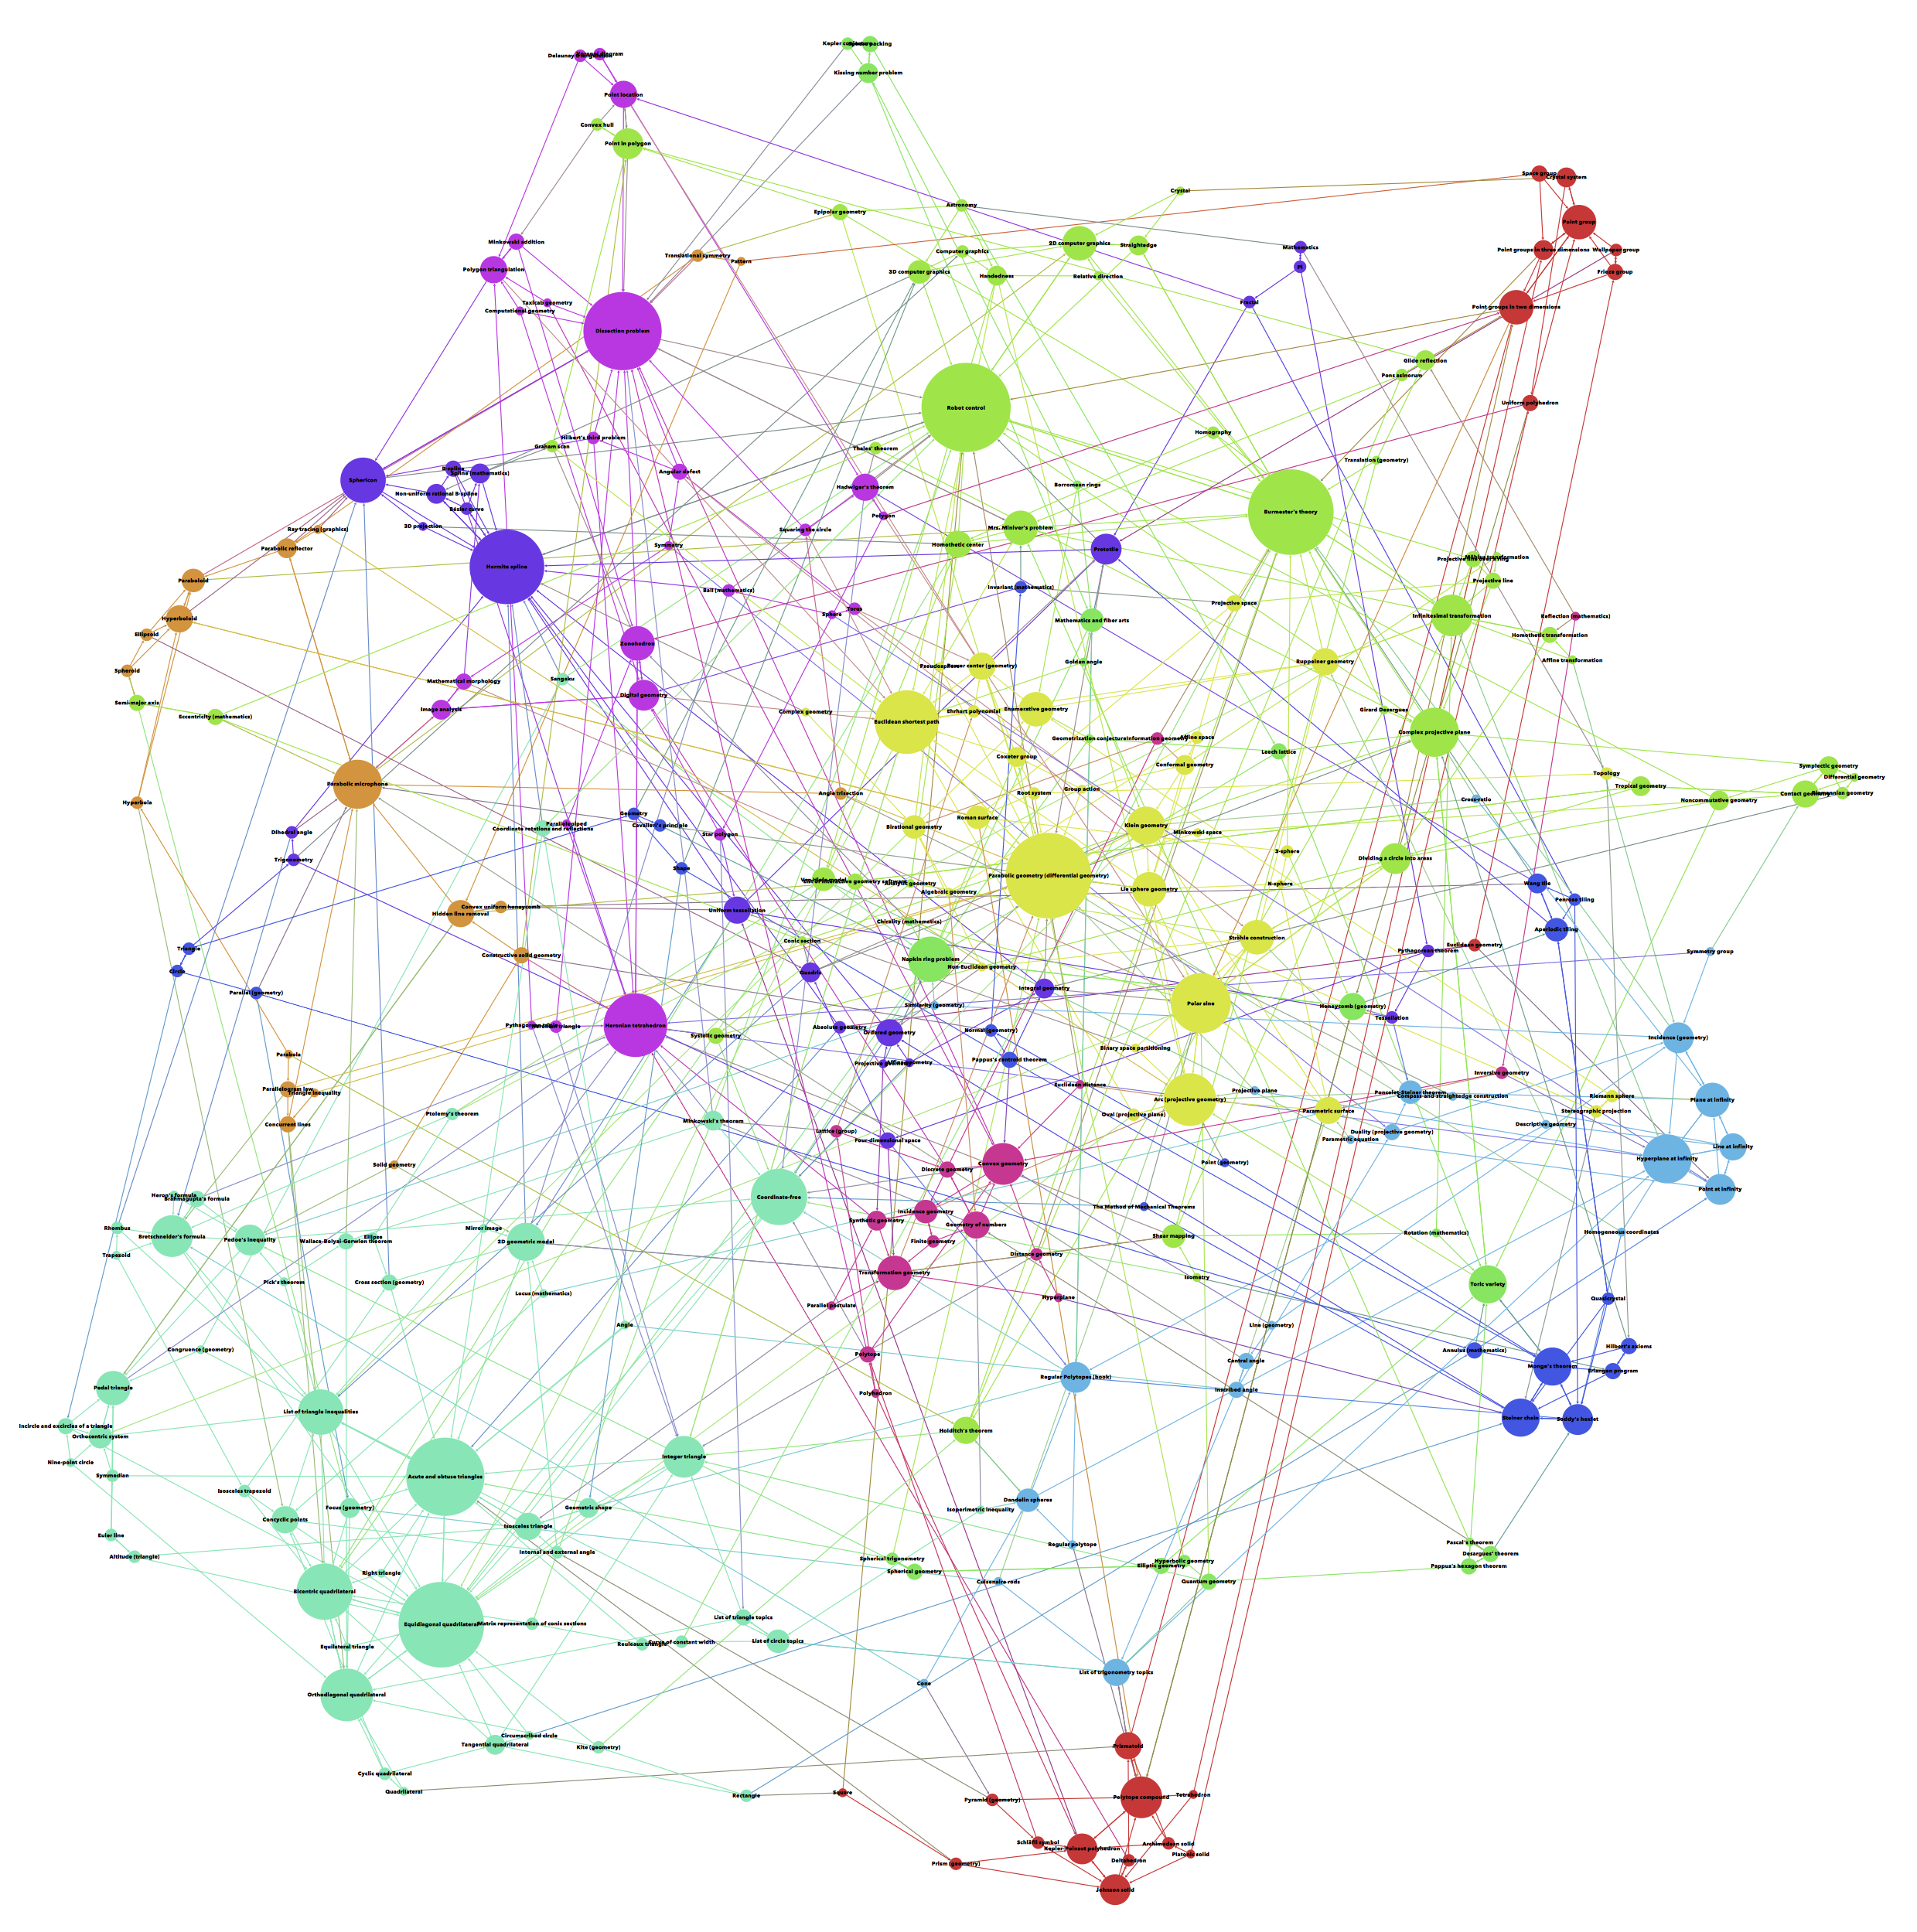 Kepler conjecture
Sphere packing
Delaunay triangulation
Voronoi diagram
Kissing number problem
Point location
Convex hull
Point in polygon
Space group
Crystal system
Crystal
Astronomy
Epipolar geometry
Point group
Minkowski addition
2D computer graphics
Straightedge
Mathematics
Point groups in three dimensions
Wallpaper group
Computer graphics
Translational symmetry
Pattern
Polygon triangulation
3D computer graphics
Handedness
Relative direction
Pi
Frieze group
Taxicab geometry
Computational geometry
Fractal
Point groups in two dimensions
Dissection problem
Glide reflection
Pons asinorum
Robot control
Uniform polyhedron
Homography
Hilbert's third problem
Graham scan
Thales' theorem
Translation (geometry)
B-spline
Spline (mathematics)
Angular defect
Sphericon
Hadwiger's theorem
Borromean rings
Non-uniform rational B-spline
Bézier curve
Polygon
Burmester's theory
3D projection
Ray tracing (graphics)
Squaring the circle
Mrs. Miniver's problem
Parabolic reflector
Symmetry
Homothetic center
Prototile
Projective line over a ring
Möbius transformation
Hermite spline
Paraboloid
Projective line
Ball (mathematics)
Invariant (mathematics)
Projective space
Hyperboloid
Sphere
Torus
Mathematics and fiber arts
Infinitesimal transformation
Reflection (mathematics)
Ellipsoid
Homothetic transformation
Zonohedron
Golden angle
Ruppeiner geometry
Affine transformation
Spheroid
Pseudosphere
Power center (geometry)
Sangaku
Mathematical morphology
Digital geometry
Semi-major axis
Image analysis
Eccentricity (mathematics)
Complex geometry
Euclidean shortest path
Ehrhart polynomial
Enumerative geometry
Girard Desargues
Complex projective plane
Geometrization conjecture
Information geometry
Affine space
Leech lattice
Coxeter group
Conformal geometry
Topology
Symplectic geometry
Differential geometry
Parabolic microphone
Angle trisection
Root system
Group action
Tropical geometry
Contact geometry
Riemannian geometry
Noncommutative geometry
Cross-ratio
Hyperbola
Geometry
Cavalieri's principle
Parallelepiped
Coordinate rotations and reflections
Star polygon
Birational geometry
Roman surface
Klein geometry
Minkowski space
Dihedral angle
Trigonometry
Shape
3-sphere
Dividing a circle into areas
Parabolic geometry (differential geometry)
Analytic geometry
Algebraic geometry
Lie sphere geometry
N-sphere
Wang tile
Penrose tiling
Convex uniform honeycomb
Hidden line removal
Uniform tessellation
Chirality (mathematics)
Aperiodic tiling
Triangle
Conic section
Strähle construction
Euclidean geometry
Pythagorean theorem
Symmetry group
Constructive solid geometry
Napkin ring problem
Non-Euclidean geometry
Circle
Quadric
Parallel (geometry)
Integral geometry
Similarity (geometry)
Polar sine
Honeycomb (geometry)
Tessellation
Heronian tetrahedron
Absolute geometry
Ordered geometry
Normal (geometry)
Systolic geometry
Incidence (geometry)
Parabola
Binary space partitioning
Pappus's centroid theorem
Inversive geometry
Parallelogram law
Triangle inequality
Euclidean distance
Projective plane
Poncelet-Steiner theorem
Compass-and-straightedge construction
Riemann sphere
Plane at infinity
Arc (projective geometry)
Oval (projective plane)
Parametric surface
Stereographic projection
Ptolemy's theorem
Minkowski's theorem
Concurrent lines
Lattice (group)
Four-dimensional space
Duality (projective geometry)
Descriptive geometry
Parametric equation
Line at infinity
Hyperplane at infinity
Solid geometry
Discrete geometry
Convex geometry
Point (geometry)
Point at infinity
Heron's formula
Brahmagupta's formula
Coordinate-free
The Method of Mechanical Theorems
Rhombus
Mirror image
Synthetic geometry
Incidence geometry
Geometry of numbers
Homogeneous coordinates
Rotation (mathematics)
Bretschneider's formula
Pedoe's inequality
Ellipse
Wallace-Bolyai-Gerwien theorem
2D geometric model
Finite geometry
Shear mapping
Trapezoid
Distance geometry
Transformation geometry
Isometry
Pick's theorem
Cross section (geometry)
Toric variety
Locus (mathematics)
Hyperplane
Quasicrystal
Parallel postulate
Angle
Line (geometry)
Congruence (geometry)
Polytope
Annulus (mathematics)
Hilbert's axioms
Central angle
Monge's theorem
Erlangen program
Regular Polytopes (book)
Pedal triangle
Polyhedron
Inscribed angle
List of triangle inequalities
Steiner chain
Soddy's hexlet
Incircle and excircles of a triangle
Orthocentric system
Holditch's theorem
Nine-point circle
Integer triangle
Symmedian
Acute and obtuse triangles
Isosceles trapezoid
Dandelin spheres
Focus (geometry)
Geometric shape
Isoperimetric inequality
Concyclic points
Isosceles triangle
Euler line
Pascal's theorem
Regular polytope
Altitude (triangle)
Internal and external angle
Desargues' theorem
Spherical trigonometry
Hyperbolic geometry
Elliptic geometry
Pappus's hexagon theorem
Spherical geometry
Right triangle
Cuisenaire rods
Quantum geometry
Bicentric quadrilateral
Equidiagonal quadrilateral
Matrix representation of conic sections
List of triangle topics
Equilateral triangle
Reuleaux triangle
Curve of constant width
List of circle topics
List of trigonometry topics
Cone
Orthodiagonal quadrilateral
Circumscribed circle
Tangential quadrilateral
Kite (geometry)
Prismatoid
Cyclic quadrilateral
Quadrilateral
Rectangle
Square
Pyramid (geometry)
Polytope compound
Tetrahedron
Schläfli symbol
Kepler-Poinsot polyhedron
Archimedean solid
Platonic solid
Prism (geometry)
Deltahedron
Johnson solid